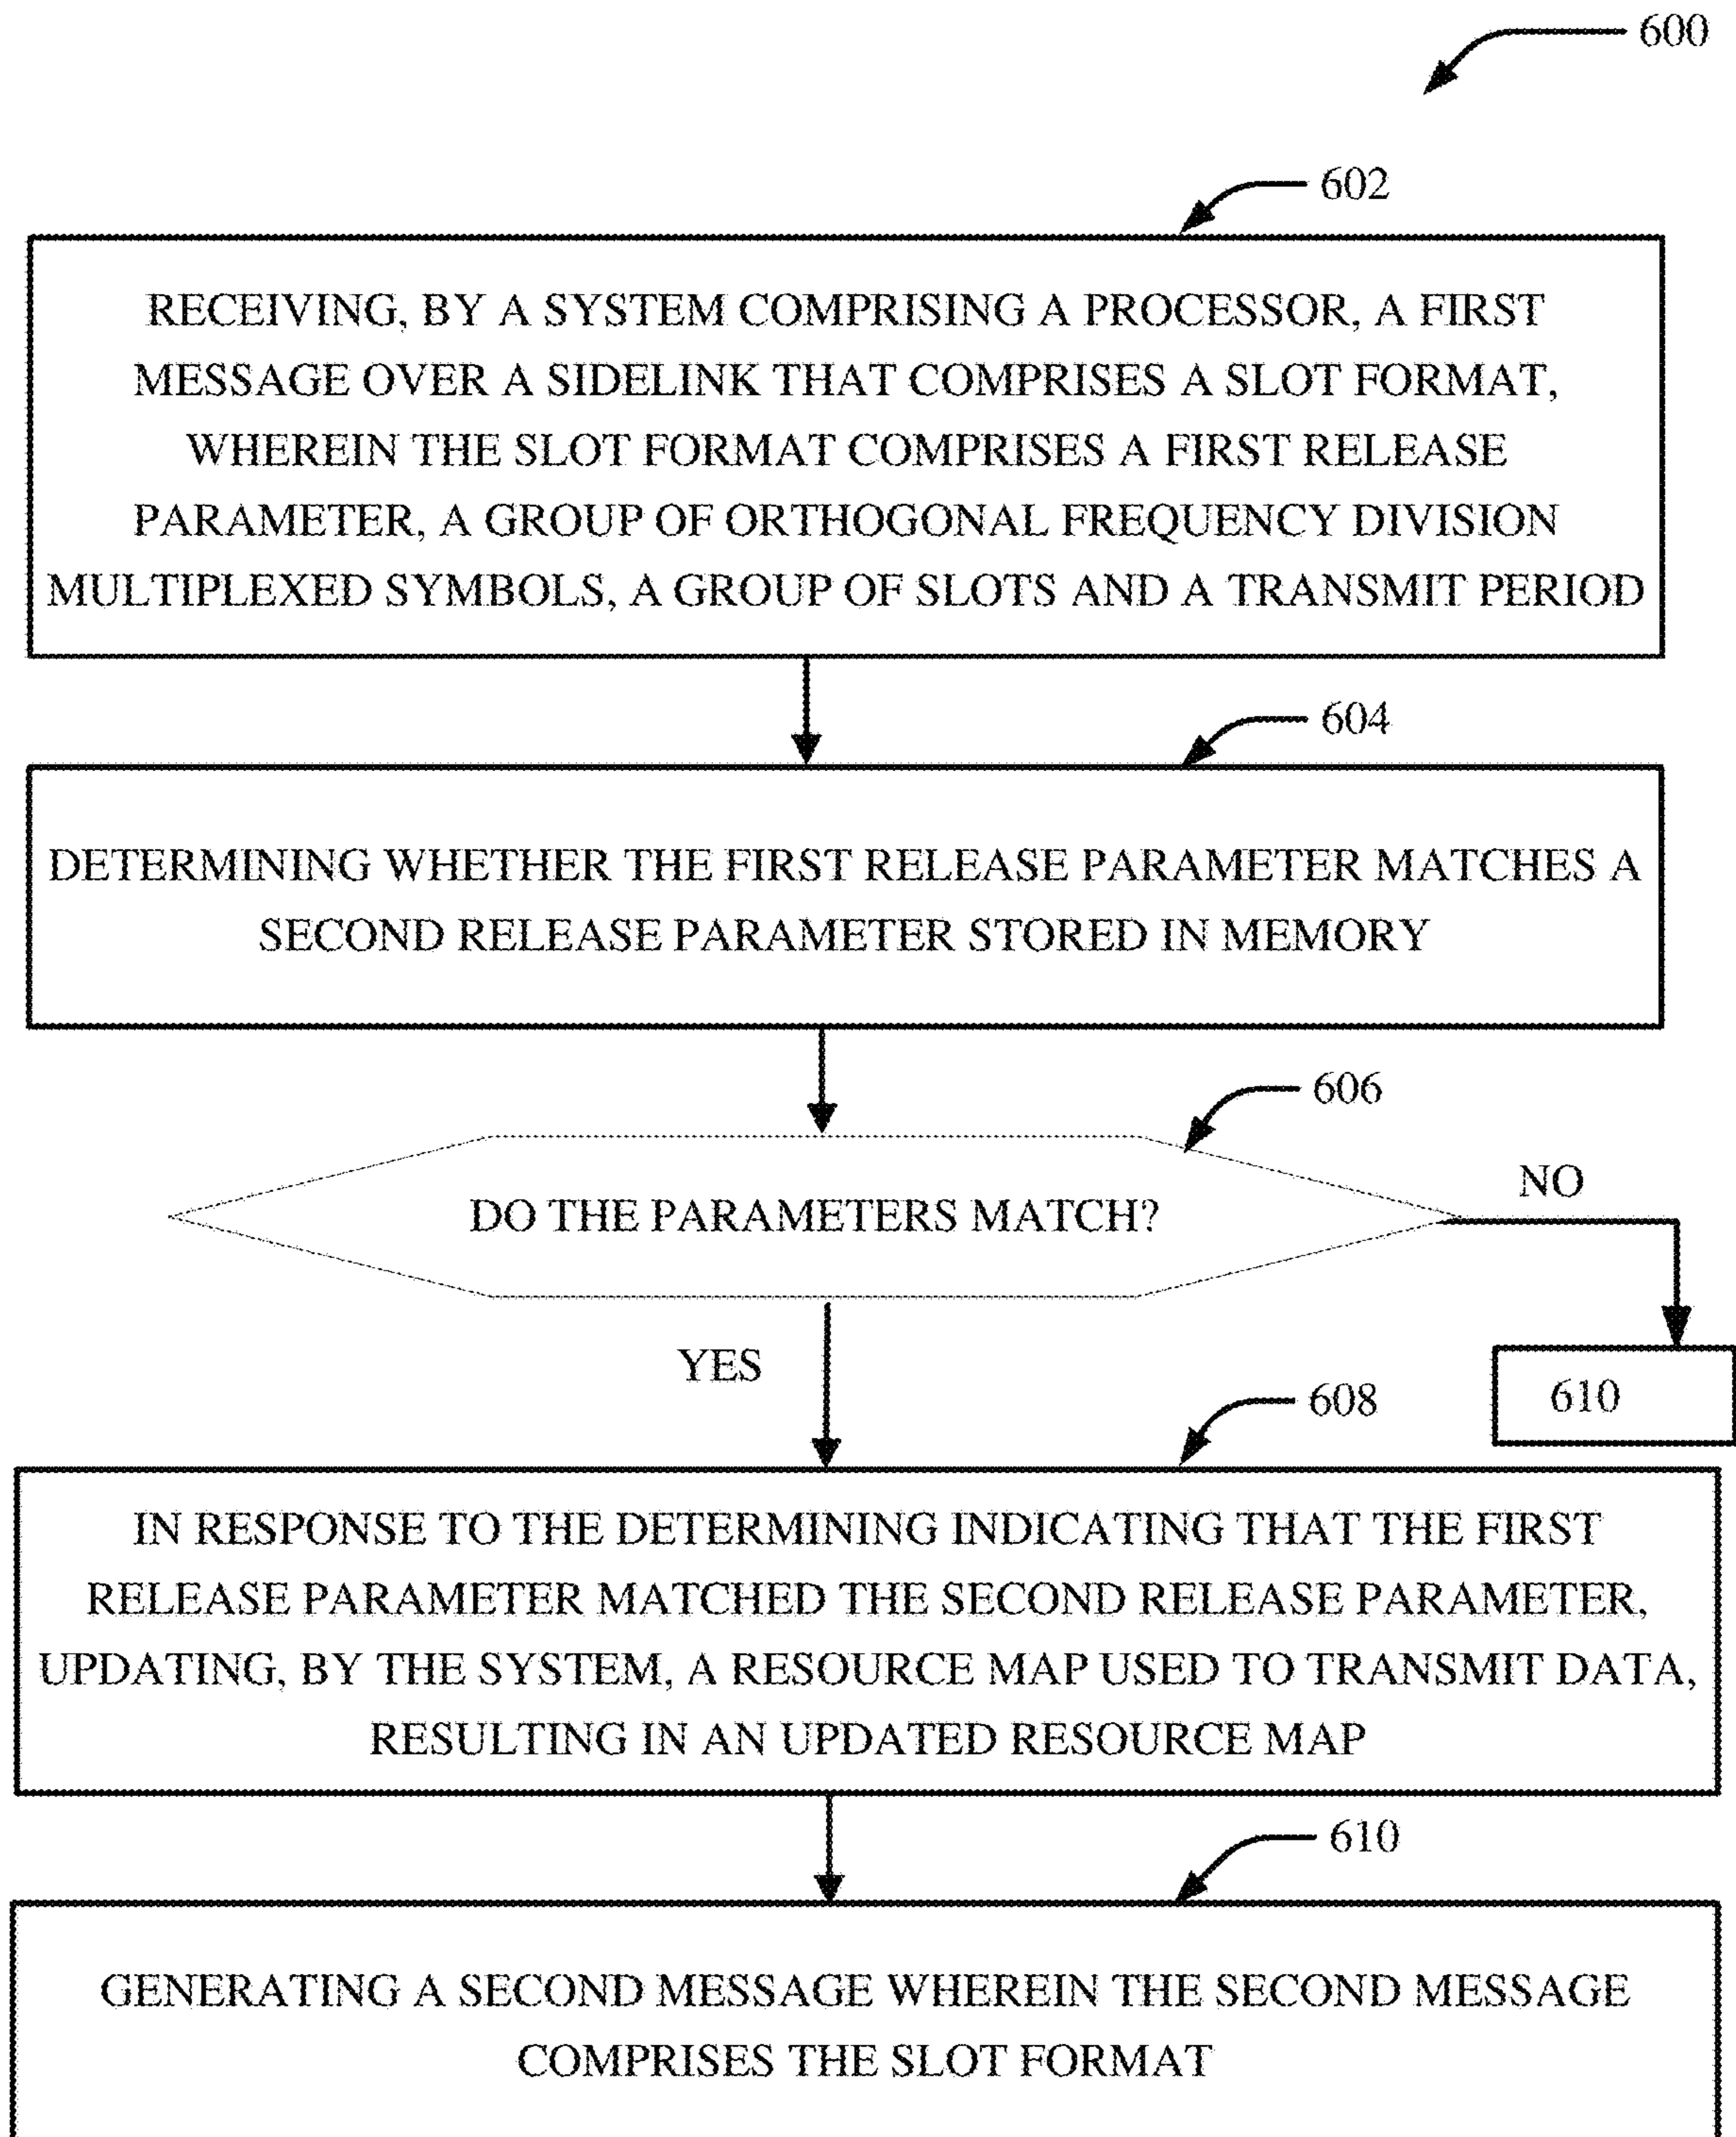 600
602
RECEIVING, BY A SYSTEM COMPRISING A PROCESSOR, A FIRST
MESSAGE OVER A SIDELINK THAT COMPRISES A SLOT FORMAT,
WHEREIN THE SLOT FORMAT COMPRISES A FIRST RELEASE
PARAMETER, A GROUP OF ORTHOGONAL FREQUENCY DIVISION
MULTIPLEXED SYMBOLS, A GROUP OF SLOTS AND A TRANSMIT PERIOD
604
DETERMINING WHETHER THE FIRST RELEASE PARAMETER MATCHES A
SECOND RELEASE PARAMETER STORED IN MEMORY
606
DO THE PARAMETERS MATCH?
NO
YES
610
608
IN RESPONSE TO THE DETERMINING INDICATING THAT THE FIRST
RELEASE PARAMETER MATCHED THE SECOND RELEASE PARAMETER,
UPDATING, BY THE SYSTEM, A RESOURCE MAP USED TO TRANSMIT DATA,
RESULTING IN AN UPDATED RESOURCE MAP
610
GENERATING A SECOND MESSAGE WHEREIN THE SECOND MESSAGE
COMPRISES THE SLOT FORMAT